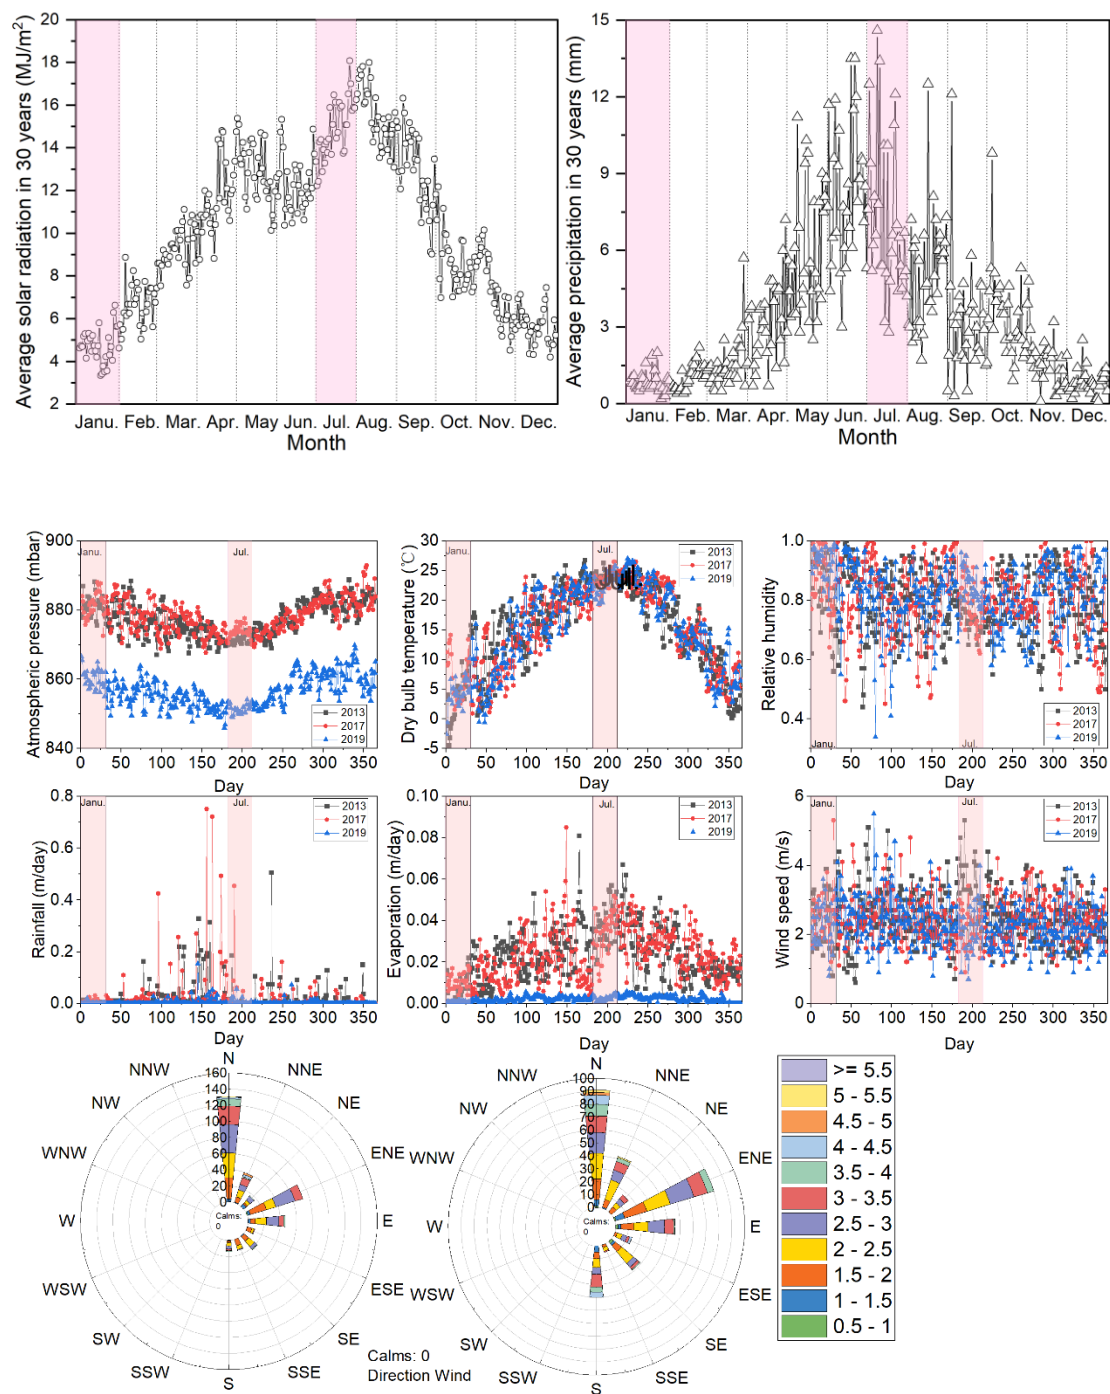 Average solar radiation in 30 years (MJ/m²)
20
18
16
14
12
10
8
6
4
2
Janu. Feb. Mar. Apr. May Jun. Jul. Aug. Sep. Oct. Nov. Dec.
Month
Average precipitation in 30 years (mm)
15
12
9
6
3
0
Janu. Feb. Mar. Apr. May Jun. Jul. Aug. Sep. Oct. Nov. Dec.
Month
Atmospheric pressure (mbar)
900
880
860
840
Janu.
Jul.
2013
2017
2019
0 50 100 150 200 250 300 350
Day
Dry bulb temperature (℃)
30
25
20
15
10
5
0
-5
Janu.
Jul.
2013
2017
2019
0 50 100 150 200 250 300 350
Day
Relative humidity
1.0
0.8
0.6
0.4
Janu.
Jul.
2013
2017
2019
0 50 100 150 200 250 300 350
Day
Rainfall (m/day)
0.8
0.6
0.4
0.2
0.0
Janu.
Jul.
2013
2017
2019
0 50 100 150 200 250 300 350
Day
Evaporation (m/day)
0.10
0.08
0.06
0.04
0.02
0.00
Janu.
Jul.
2013
2017
2019
0 50 100 150 200 250 300 350
Day
Wind speed (m/s)
6
4
2
0
Janu.
Jul.
2013
2017
2019
0 50 100 150 200 250 300 350
Day
N
NNE
NE
ENE
E
ESE
SE
SSE
S
SSW
SW
WSW
W
WNW
NW
NNW
160
140
120
100
80
60
40
20
0
Calms:
0
Calms: 0
Direction Wind
N
NNE
NE
ENE
E
ESE
SE
SSE
S
SSW
SW
WSW
W
WNW
NW
NNW
100
90
80
70
60
50
40
30
20
10
0
Calms:
0
>= 5.5
5 - 5.5
4.5 - 5
4 - 4.5
3.5 - 4
3 - 3.5
2.5 - 3
2 - 2.5
1.5 - 2
1 - 1.5
0.5 - 1